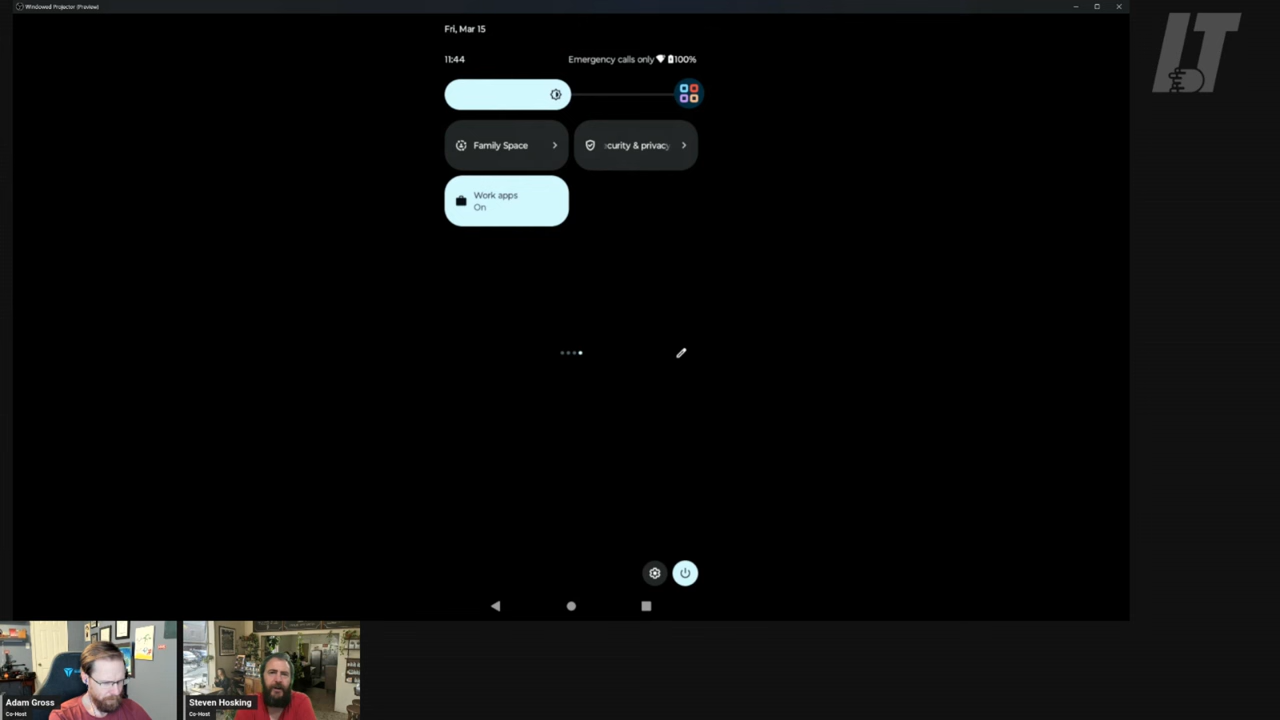 Windowed Projector (Preview)
Fri, Mar 15
11:44
Emergency calls only 100%
Family Space
curity & privacy
Work apps
On
IT
Adam Gross
Co-Host
Steven Hosking
Co-Host